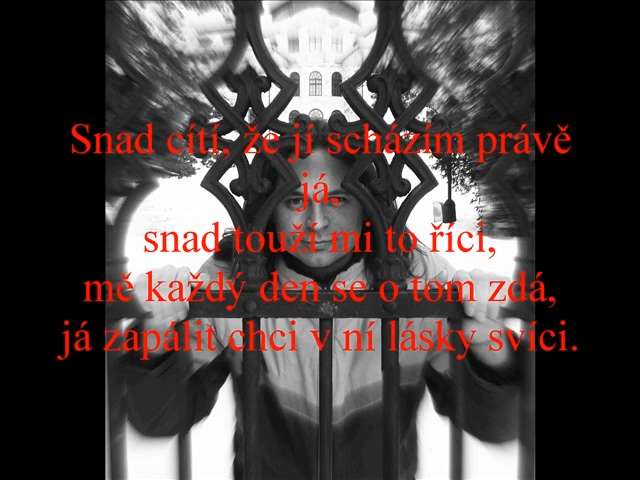 Snad cítí, že jí scházím právě
já,
snad touží mi to říci,
mě každý den se o tom zdá,
já zapálit chci v ní lásky svíci.